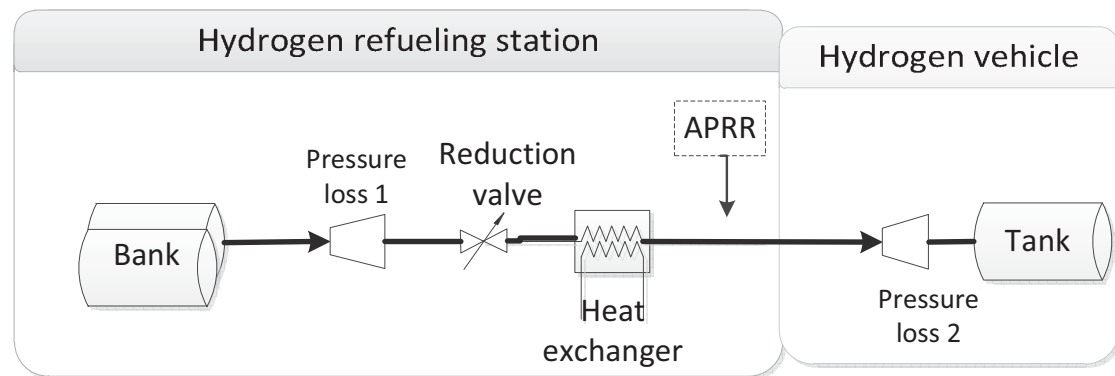 Hydrogen refueling station
Hydrogen vehicle
APRR
Pressure
loss 1
Reduction
valve
Bank
Tank
Heat
exchanger
Pressure
loss 2